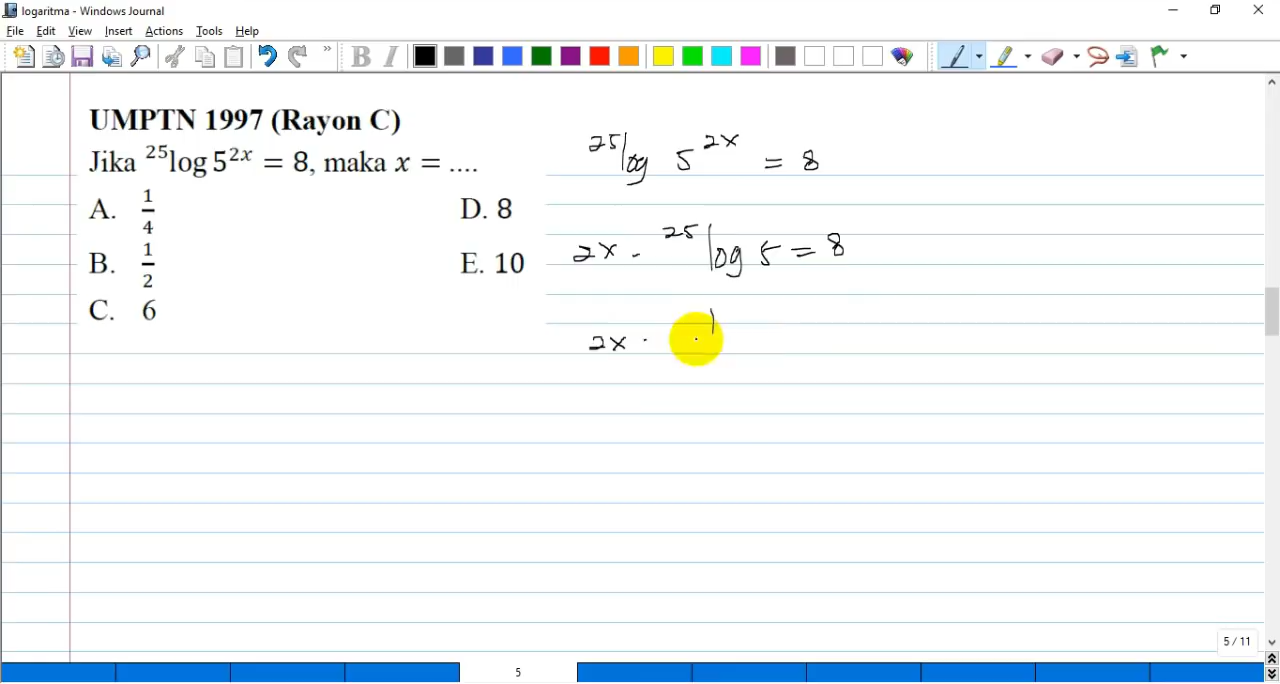 logaritma - Windows Journal
File Edit View Insert Actions Tools Help
UMPTN 1997 (Rayon C)
Jika ²⁵log 5²ˣ = 8, maka x = ....
A. 1/4
D. 8
B. 1/2
E. 10
C. 6
²⁵log 5²ˣ = 8
2x · ²⁵log 5 = 8
2x ·
5 / 11
5